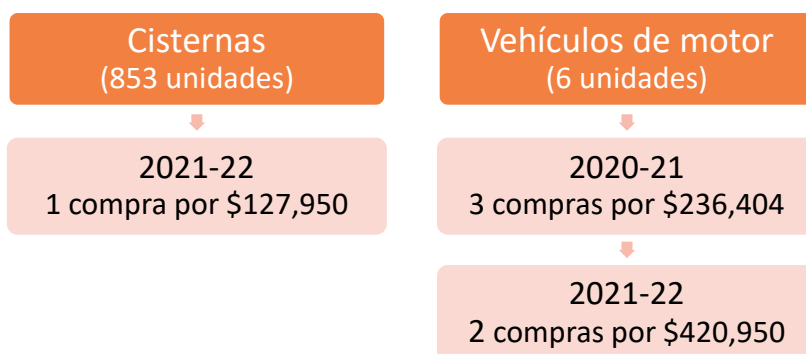 Cisternas
(853 unidades)
2021-22
1 compra por $127,950
Vehículos de motor
(6 unidades)
2020-21
3 compras por $236,404
2021-22
2 compras por $420,950